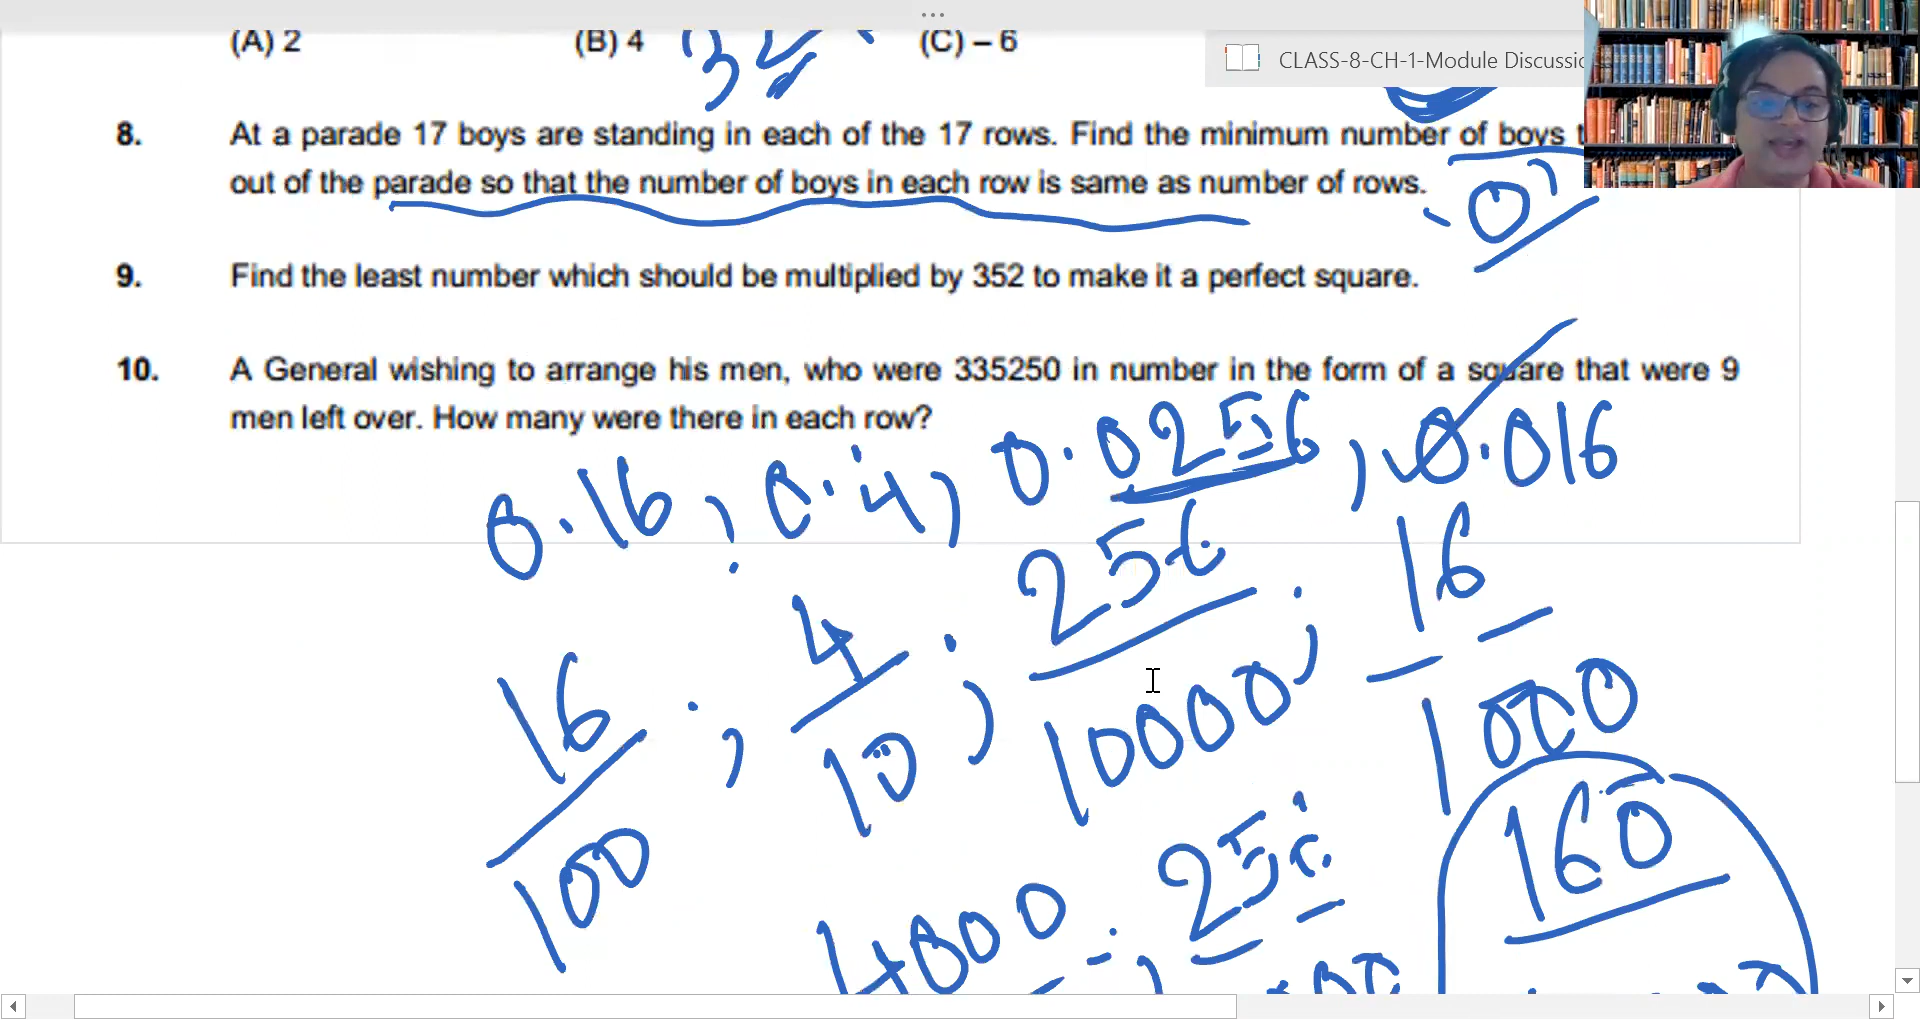 (A) 2 (B) 4 (C) – 6
CLASS-8-CH-1-Module Discussio
8. At a parade 17 boys are standing in each of the 17 rows. Find the minimum number of boys t
out of the parade so that the number of boys in each row is same as number of rows.
9. Find the least number which should be multiplied by 352 to make it a perfect square.
10. A General wishing to arrange his men, who were 335250 in number in the form of a square that were 9
men left over. How many were there in each row?
0.16 ; 0.4 , 0.0256 , 0.016
16/100 ; 4/10 ; 256/10000 ; 16/1000
4000 ; 256
160